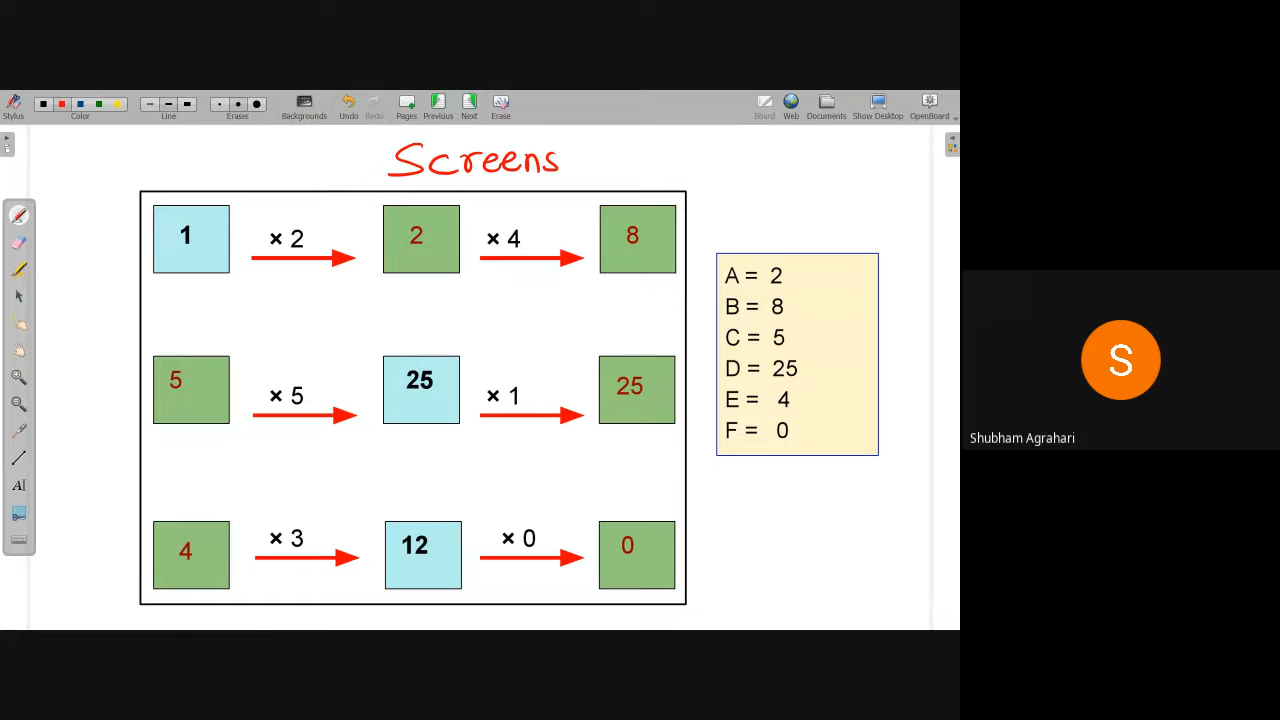 Stylus Color Line Eraser Backgrounds Undo Redo Pages Previous Next Erase Board Web Documents Show Desktop OpenBoard
Screens
1 × 2 2 × 4 8
5 × 5 25 × 1 25
4 × 3 12 × 0 0
A = 2
B = 8
C = 5
D = 25
E = 4
F = 0
S
Shubham Agrahari